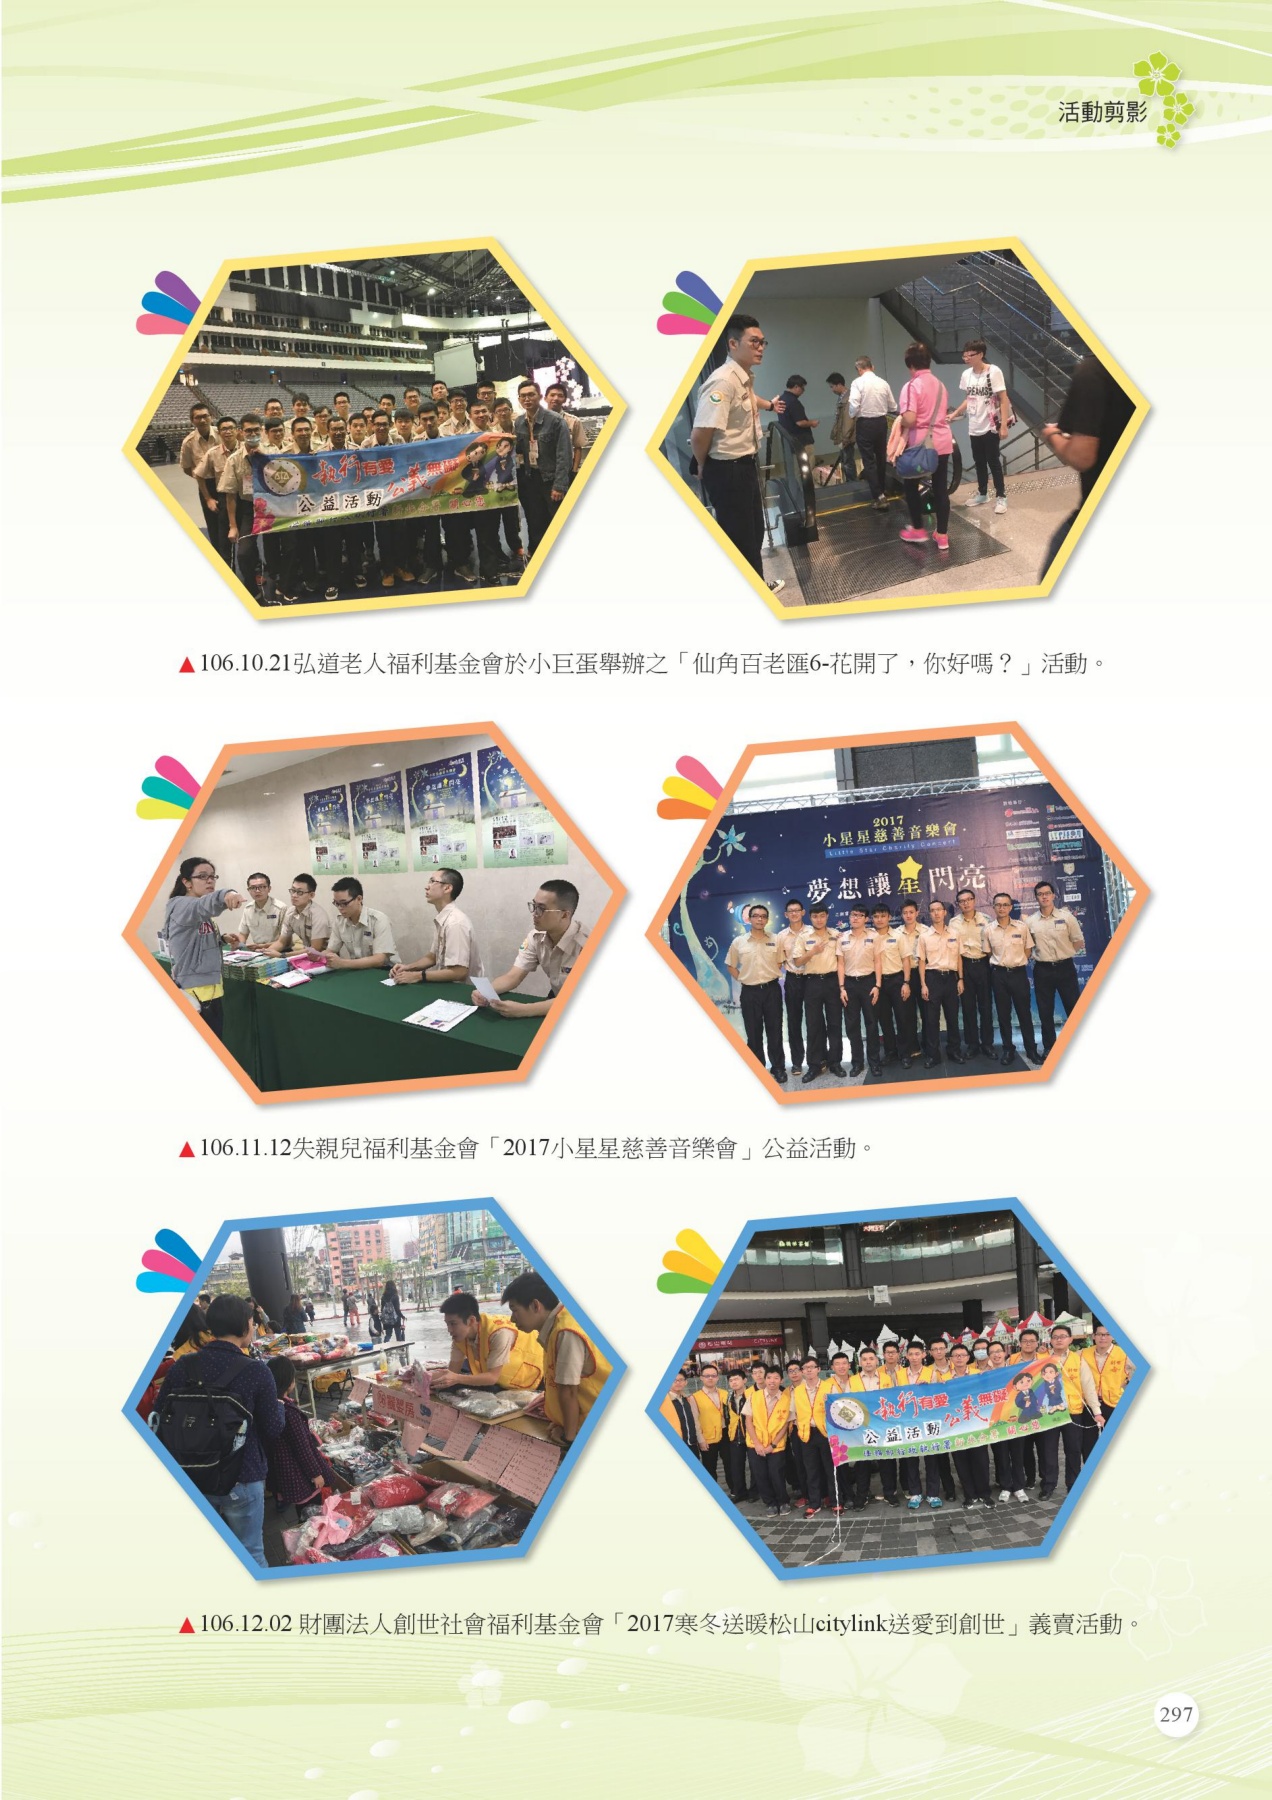 活動剪影
執行有愛 公義無礙
公益活動
▲106.10.21弘道老人福利基金會於小巨蛋舉辦之「仙角百老匯6-花開了，你好嗎？」活動。
2017
小星星慈善音樂會
Little Star Charity Concert
夢想讓星閃亮
▲106.11.12失親兒福利基金會「2017小星星慈善音樂會」公益活動。
執行有愛 公義無礙
公益活動
▲106.12.02 財團法人創世社會福利基金會「2017寒冬送暖松山citylink送愛到創世」義賣活動。
297